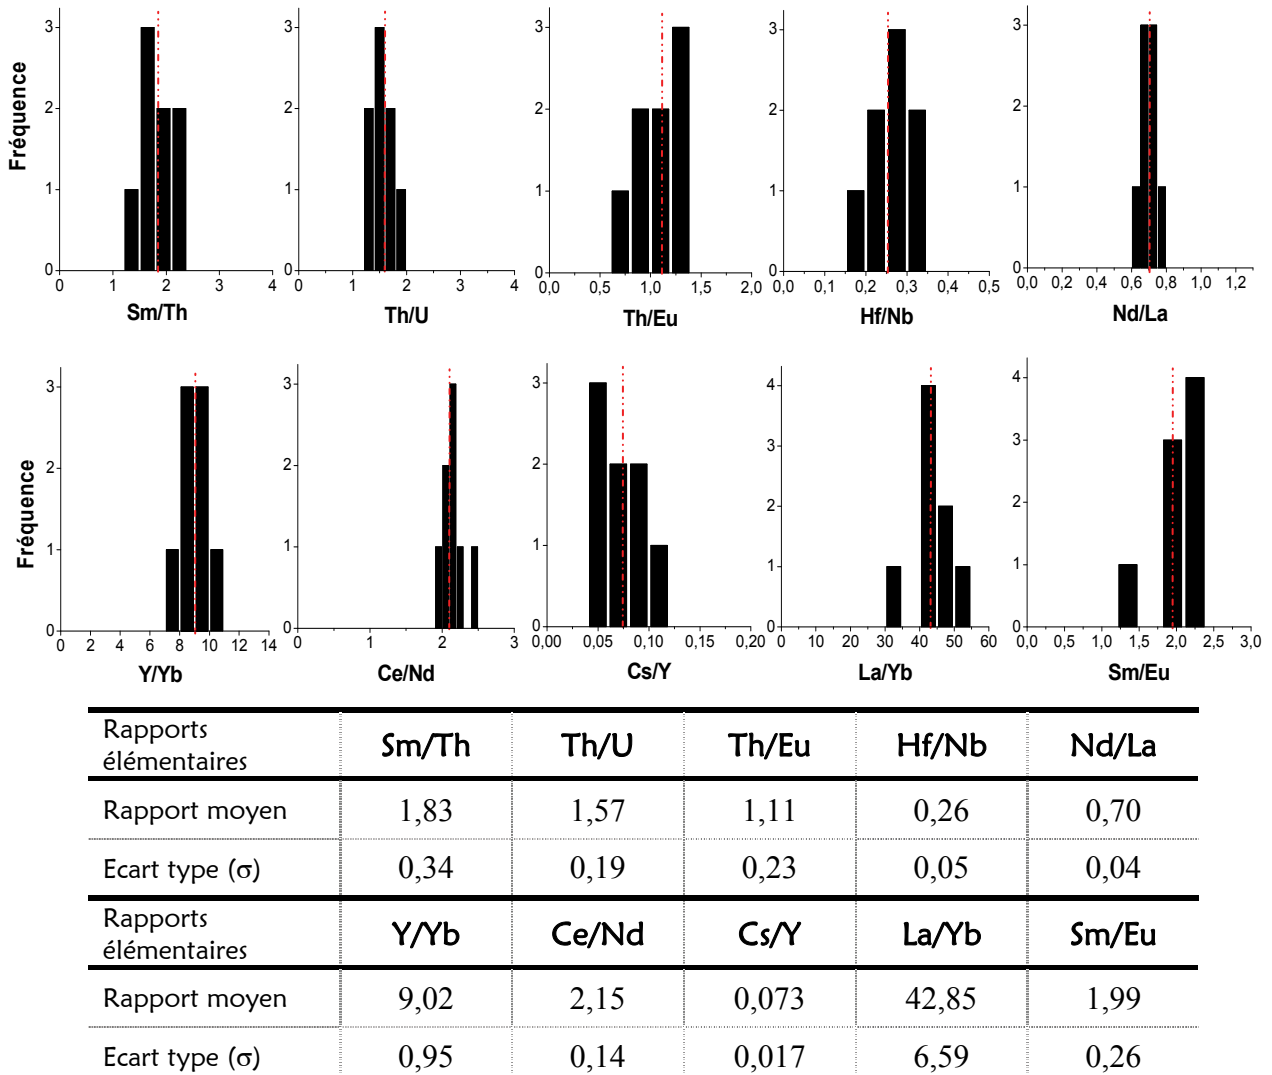 Fréquence
3
2
1
0
0 1 2 3 4
Sm/Th
3
2
1
0
0 1 2 3 4
Th/U
3
2
1
0
0,0 0,5 1,0 1,5 2,0
Th/Eu
3
2
1
0
0,0 0,1 0,2 0,3 0,4 0,5
Hf/Nb
3
2
1
0
0,0 0,2 0,4 0,6 0,8 1,0 1,2
Nd/La
Fréquence
3
2
1
0
0 2 4 6 8 10 12 14
Y/Yb
3
2
1
0
0 1 2 3
Ce/Nd
3
2
1
0
0,00 0,05 0,10 0,15 0,20
Cs/Y
4
3
2
1
0
0 10 20 30 40 50 60
La/Yb
4
3
2
1
0
0,0 0,5 1,0 1,5 2,0 2,5 3,0
Sm/Eu
Rapports
élémentaires
Sm/Th Th/U Th/Eu Hf/Nb Nd/La
Rapport moyen 1,83 1,57 1,11 0,26 0,70
Ecart type (σ) 0,34 0,19 0,23 0,05 0,04
Rapports
élémentaires
Y/Yb Ce/Nd Cs/Y La/Yb Sm/Eu
Rapport moyen 9,02 2,15 0,073 42,85 1,99
Ecart type (σ) 0,95 0,14 0,017 6,59 0,26